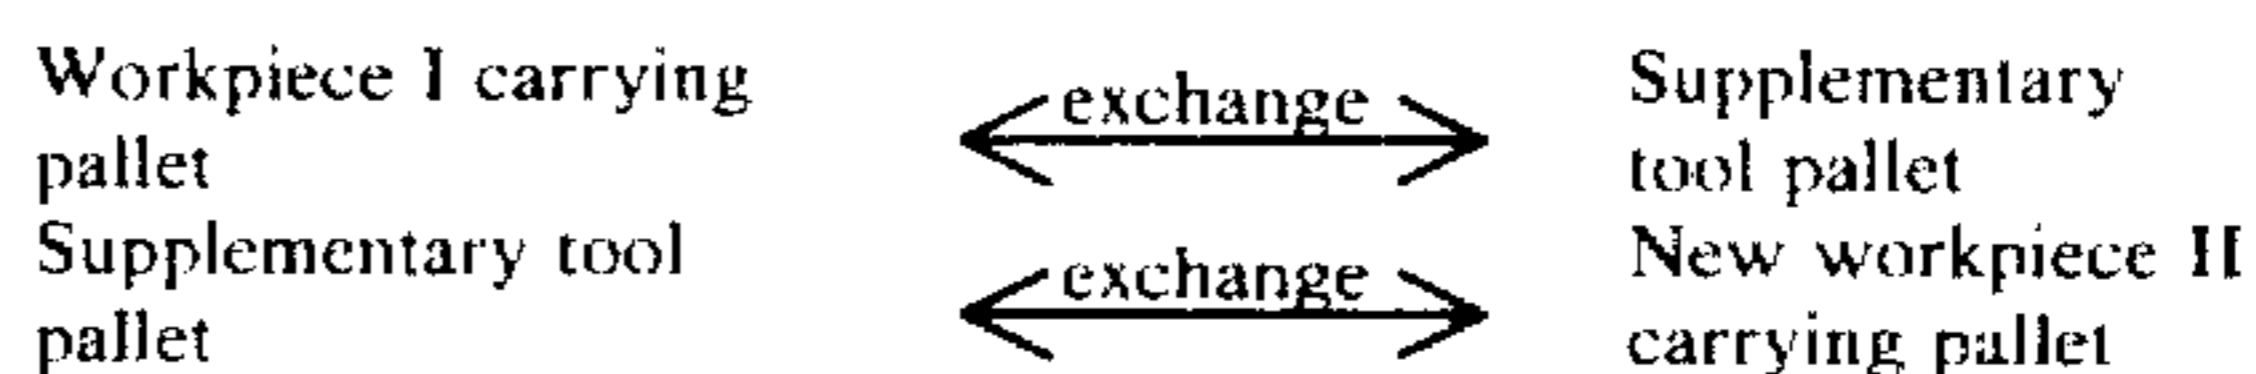 Workpiece I carrying pallet
exchange
Supplementary tool pallet
Supplementary tool pallet
exchange
New workpiece II carrying pallet